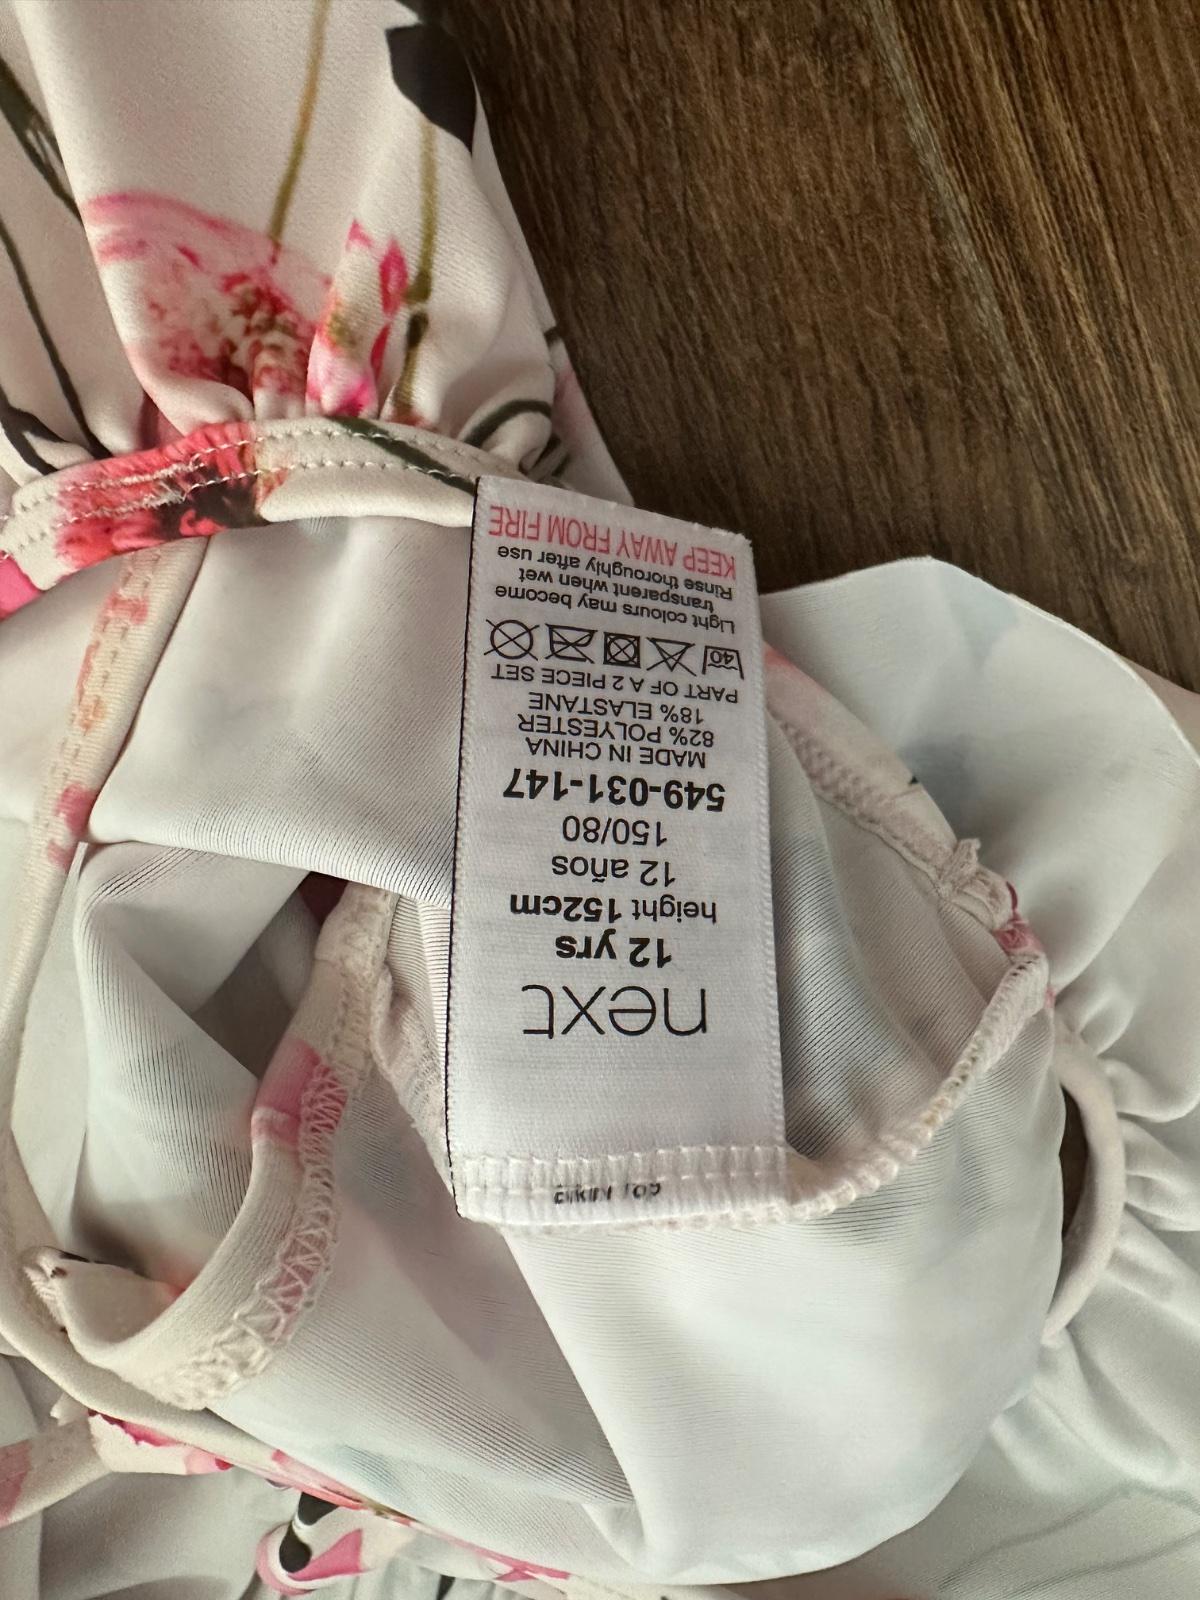 next
12 yrs
height 152cm
12 años
150/80
549-031-147
MADE IN CHINA
82% POLYESTER
18% ELASTANE
PART OF A 2 PIECE SET
40
Light colours may become
transparent when wet
Rinse thoroughly after use
KEEP AWAY FROM FIRE